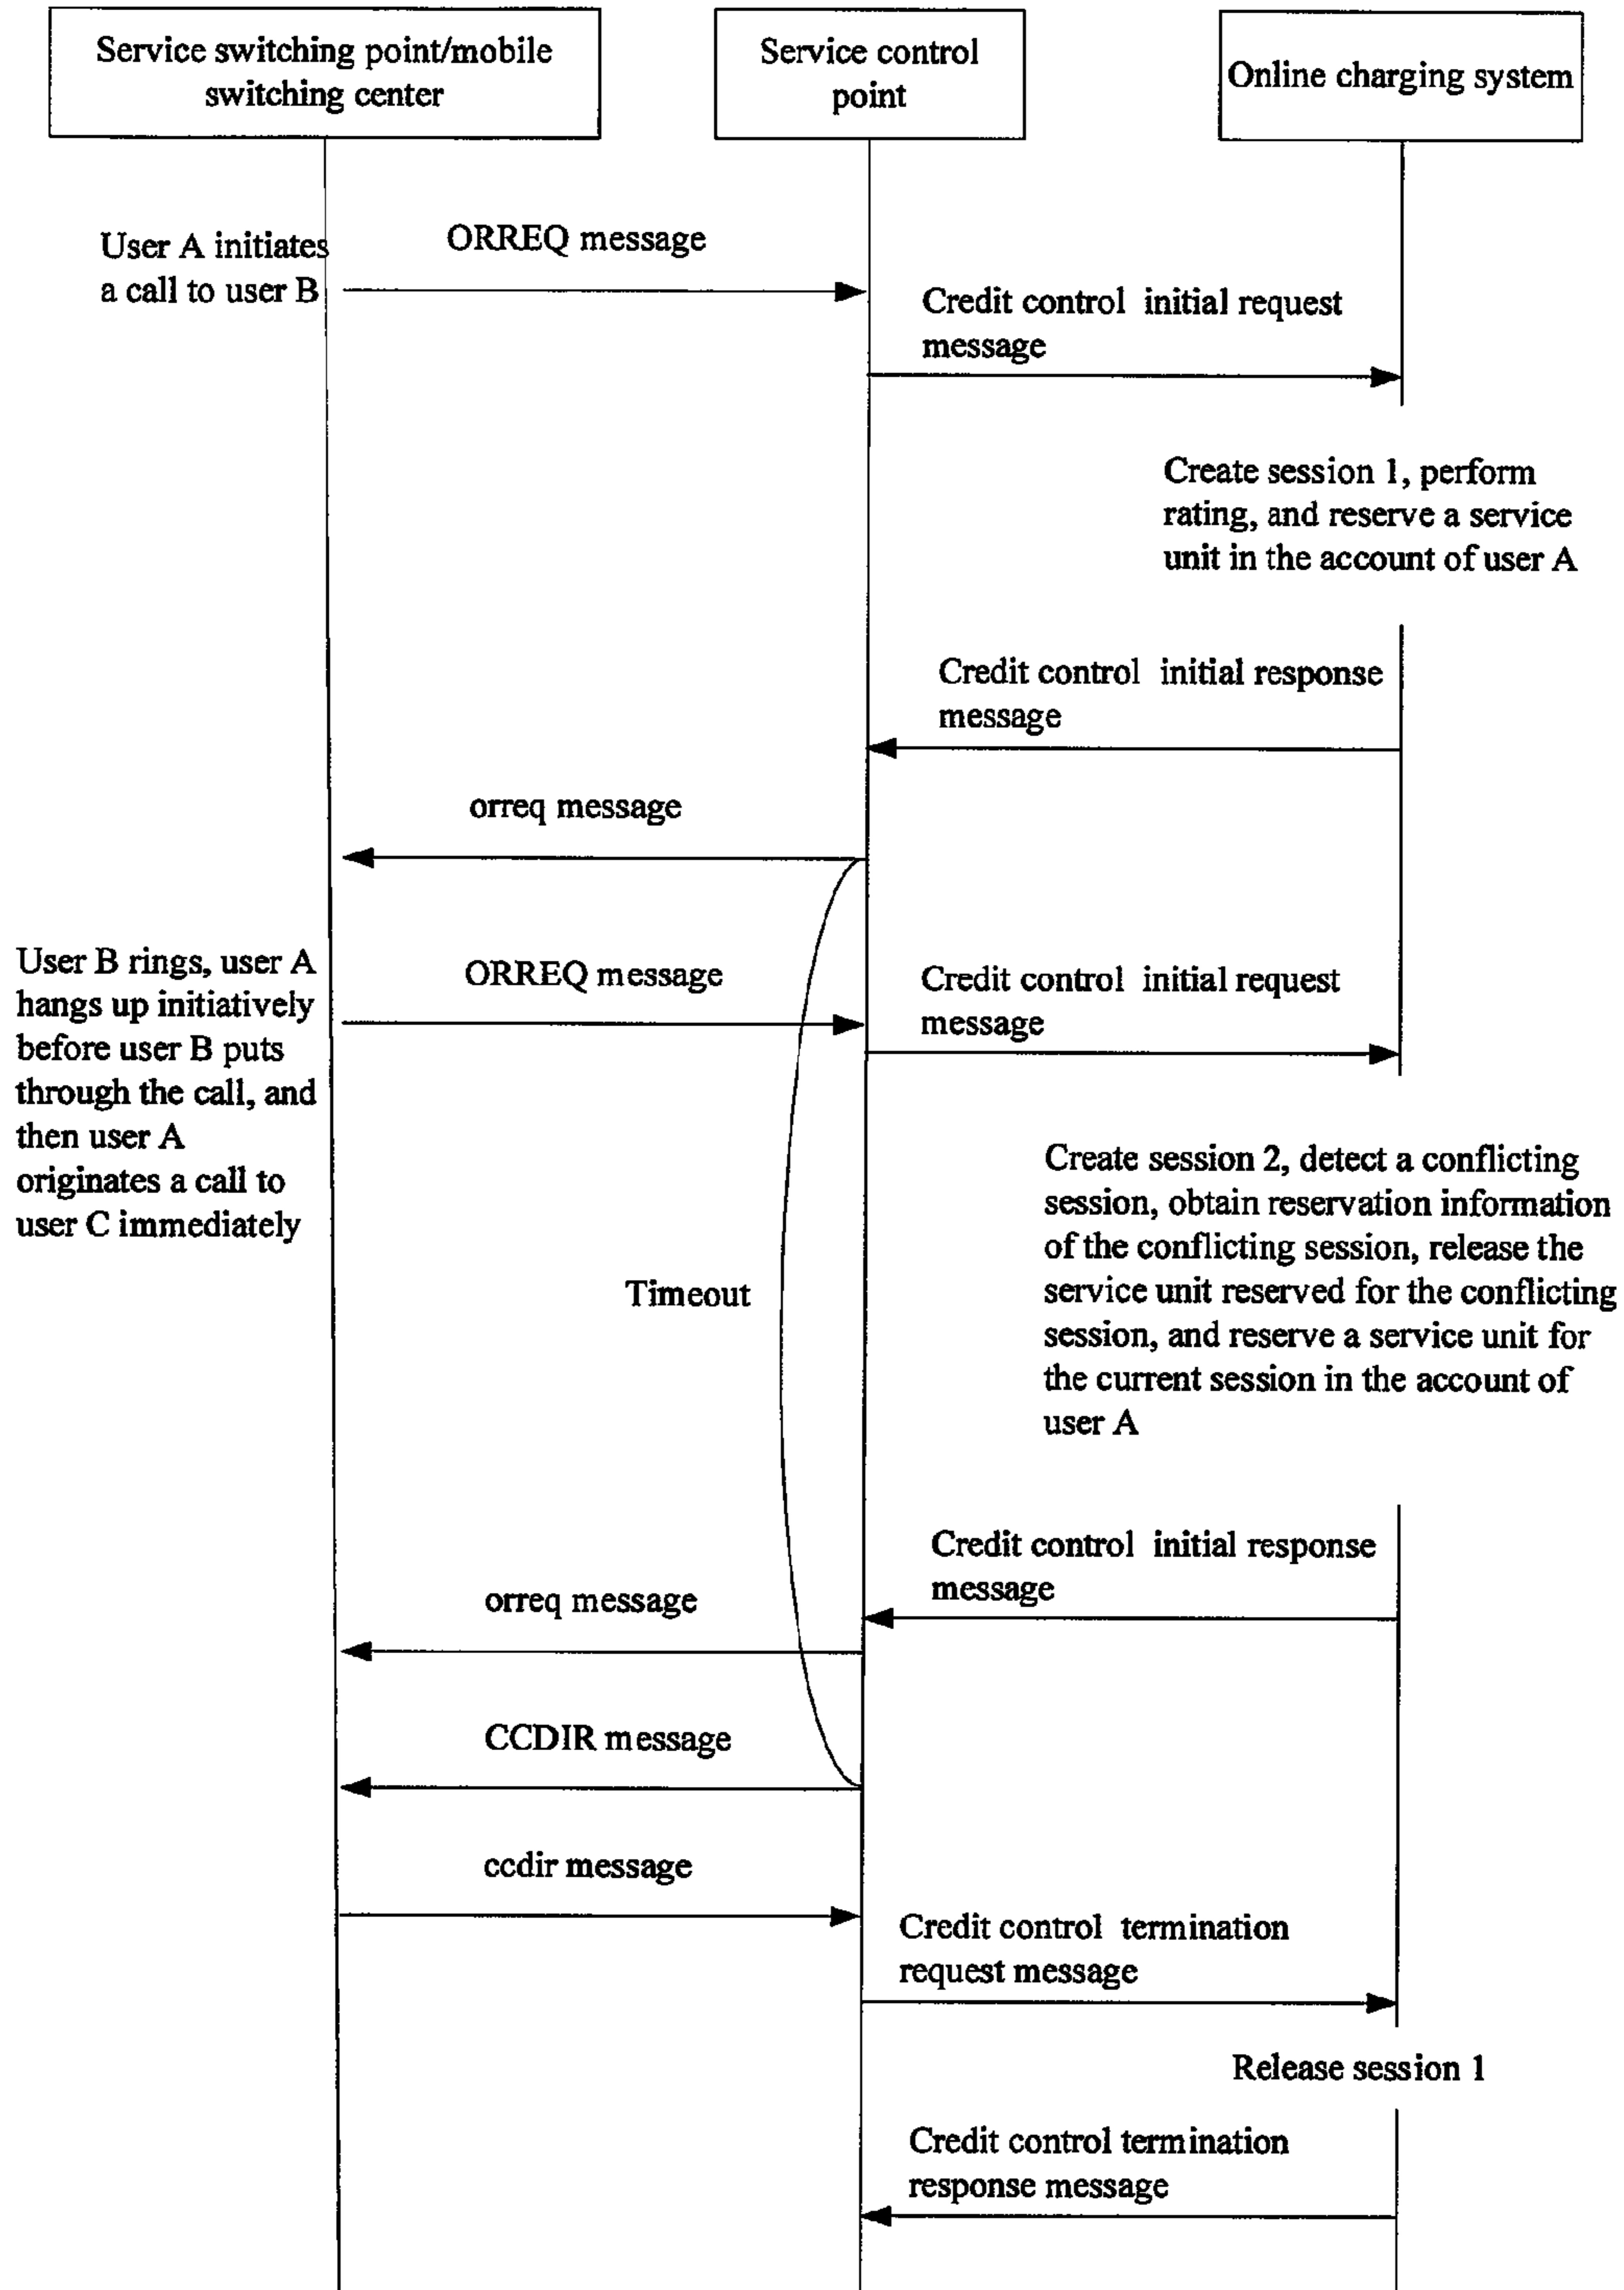 Service switching point/mobile
switching center
Service control
point
Online charging system
User A initiates
a call to user B
ORREQ message
Credit control initial request
message
Create session 1, perform
rating, and reserve a service
unit in the account of user A
Credit control initial response
message
orreq message
User B rings, user A
hangs up initiatively
before user B puts
through the call, and
then user A
originates a call to
user C immediately
ORREQ message
Credit control initial request
message
Create session 2, detect a conflicting
session, obtain reservation information
of the conflicting session, release the
service unit reserved for the conflicting
session, and reserve a service unit for
the current session in the account of
user A
Timeout
Credit control initial response
message
orreq message
CCDIR message
ccdir message
Credit control termination
request message
Release session 1
Credit control termination
response message